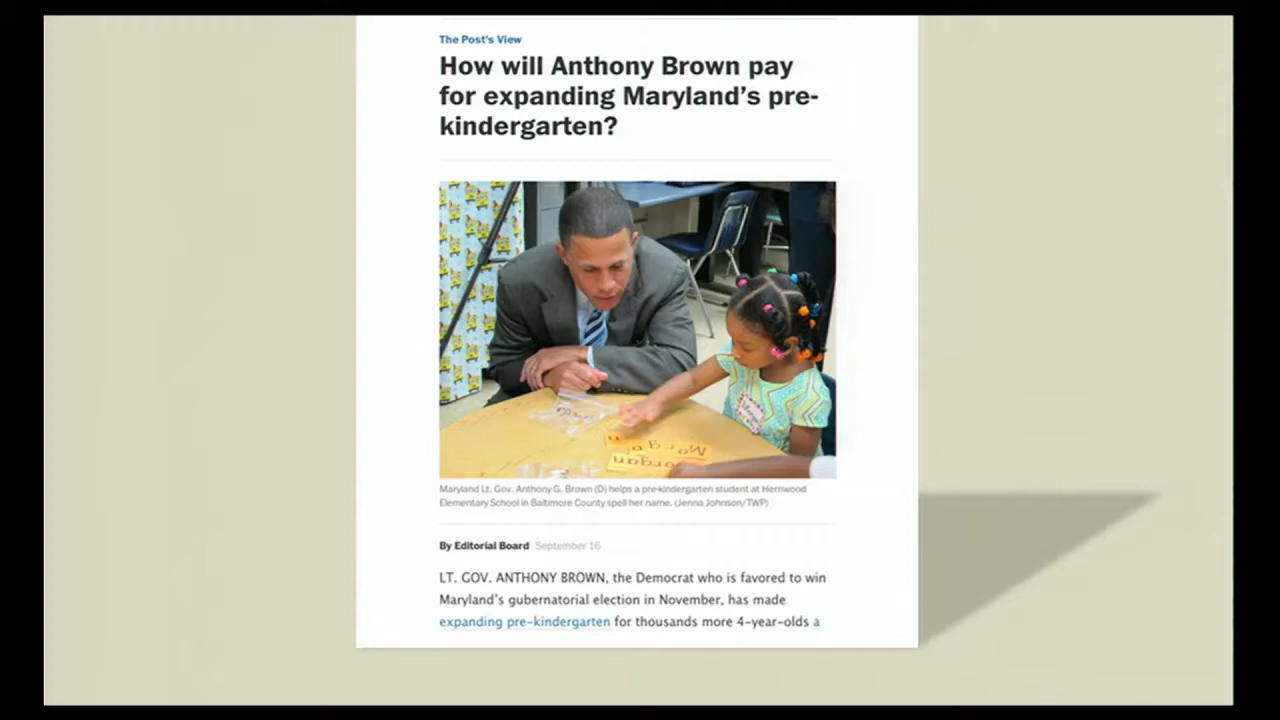 The Post's View
How will Anthony Brown pay
for expanding Maryland's pre-
kindergarten?
Morgan
organ
Maryland Lt. Gov. Anthony G. Brown (D) helps a pre-kindergarten student at Hernwood
Elementary School in Baltimore County spell her name. (Jenna Johnson/TWP)
By Editorial Board September 16
LT. GOV. ANTHONY BROWN, the Democrat who is favored to win
Maryland's gubernatorial election in November, has made
expanding pre-kindergarten for thousands more 4-year-olds a